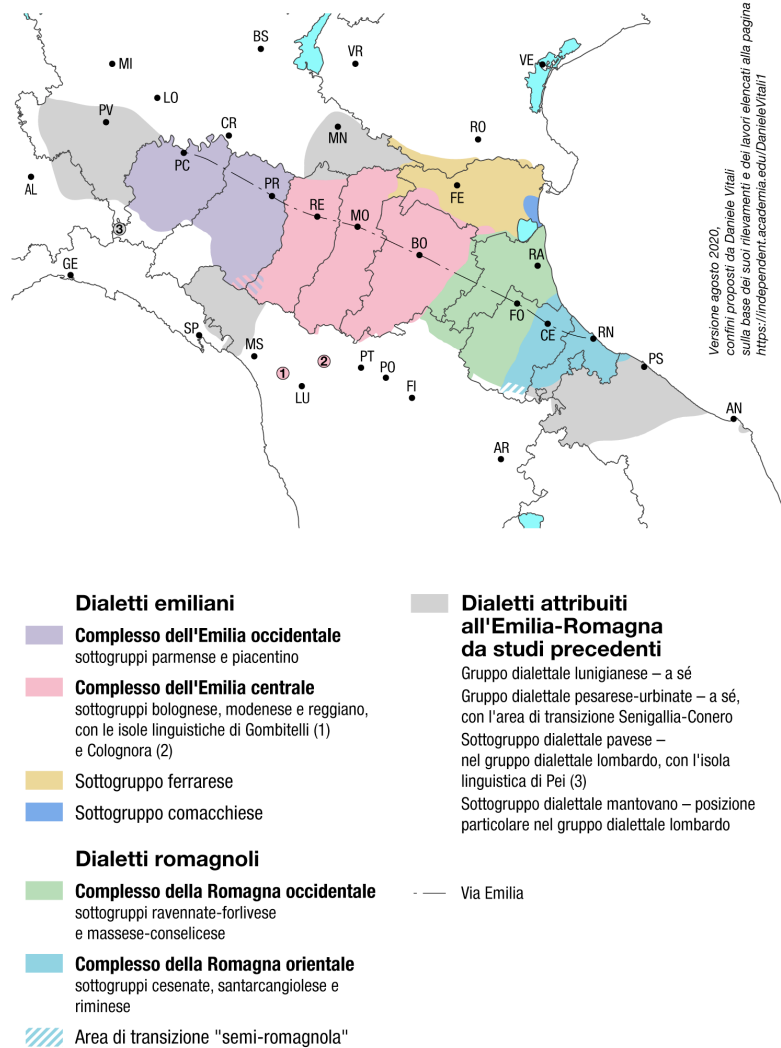 BS
VR
VE
MI
LO
PV
CR
MN
RO
AL
PC
PR
RE
MO
FE
BO
RA
3
GE
FO
CE
RN
SP
MS
1
2
PT
PO
LU
FI
PS
AN
AR
Versione agosto 2020,
confini proposti da Daniele Vitali
sulla base dei suoi rilevamenti e dei lavori elencati alla pagina
https://independent.academia.edu/DanieleVitali1
Dialetti emiliani
Complesso dell'Emilia occidentale
sottogruppi parmense e piacentino
Complesso dell'Emilia centrale
sottogruppi bolognese, modenese e reggiano,
con le isole linguistiche di Gombitelli (1)
e Colognora (2)
Sottogruppo ferrarese
Sottogruppo comacchiese
Dialetti romagnoli
Complesso della Romagna occidentale
sottogruppi ravennate-forlivese
e massese-conselicese
Complesso della Romagna orientale
sottogruppi cesenate, santarcangiolese e
riminese
Area di transizione "semi-romagnola"
Dialetti attribuiti
all'Emilia-Romagna
da studi precedenti
Gruppo dialettale lunigianese – a sé
Gruppo dialettale pesarese-urbinate – a sé,
con l'area di transizione Senigallia-Conero
Sottogruppo dialettale pavese –
nel gruppo dialettale lombardo, con l'isola
linguistica di Pei (3)
Sottogruppo dialettale mantovano – posizione
particolare nel gruppo dialettale lombardo
Via Emilia